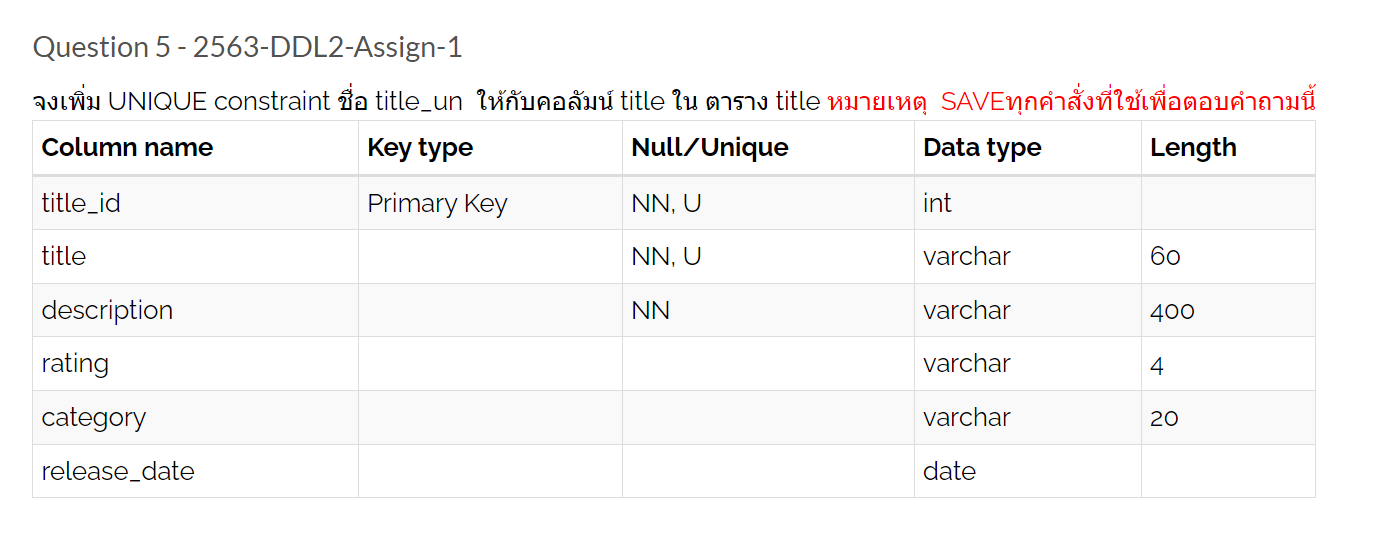 Question 5 - 2563-DDL2-Assign-1
จงเพิ่ม UNIQUE constraint ชื่อ title_un ให้กับคอลัมน์ title ใน ตาราง title หมายเหตุ SAVEทุกคำสั่งที่ใช้เพื่อตอบคำถามนี้
Column name Key type Null/Unique Data type Length
title_id Primary Key NN, U int
title NN, U varchar 60
description NN varchar 400
rating varchar 4
category varchar 20
release_date date